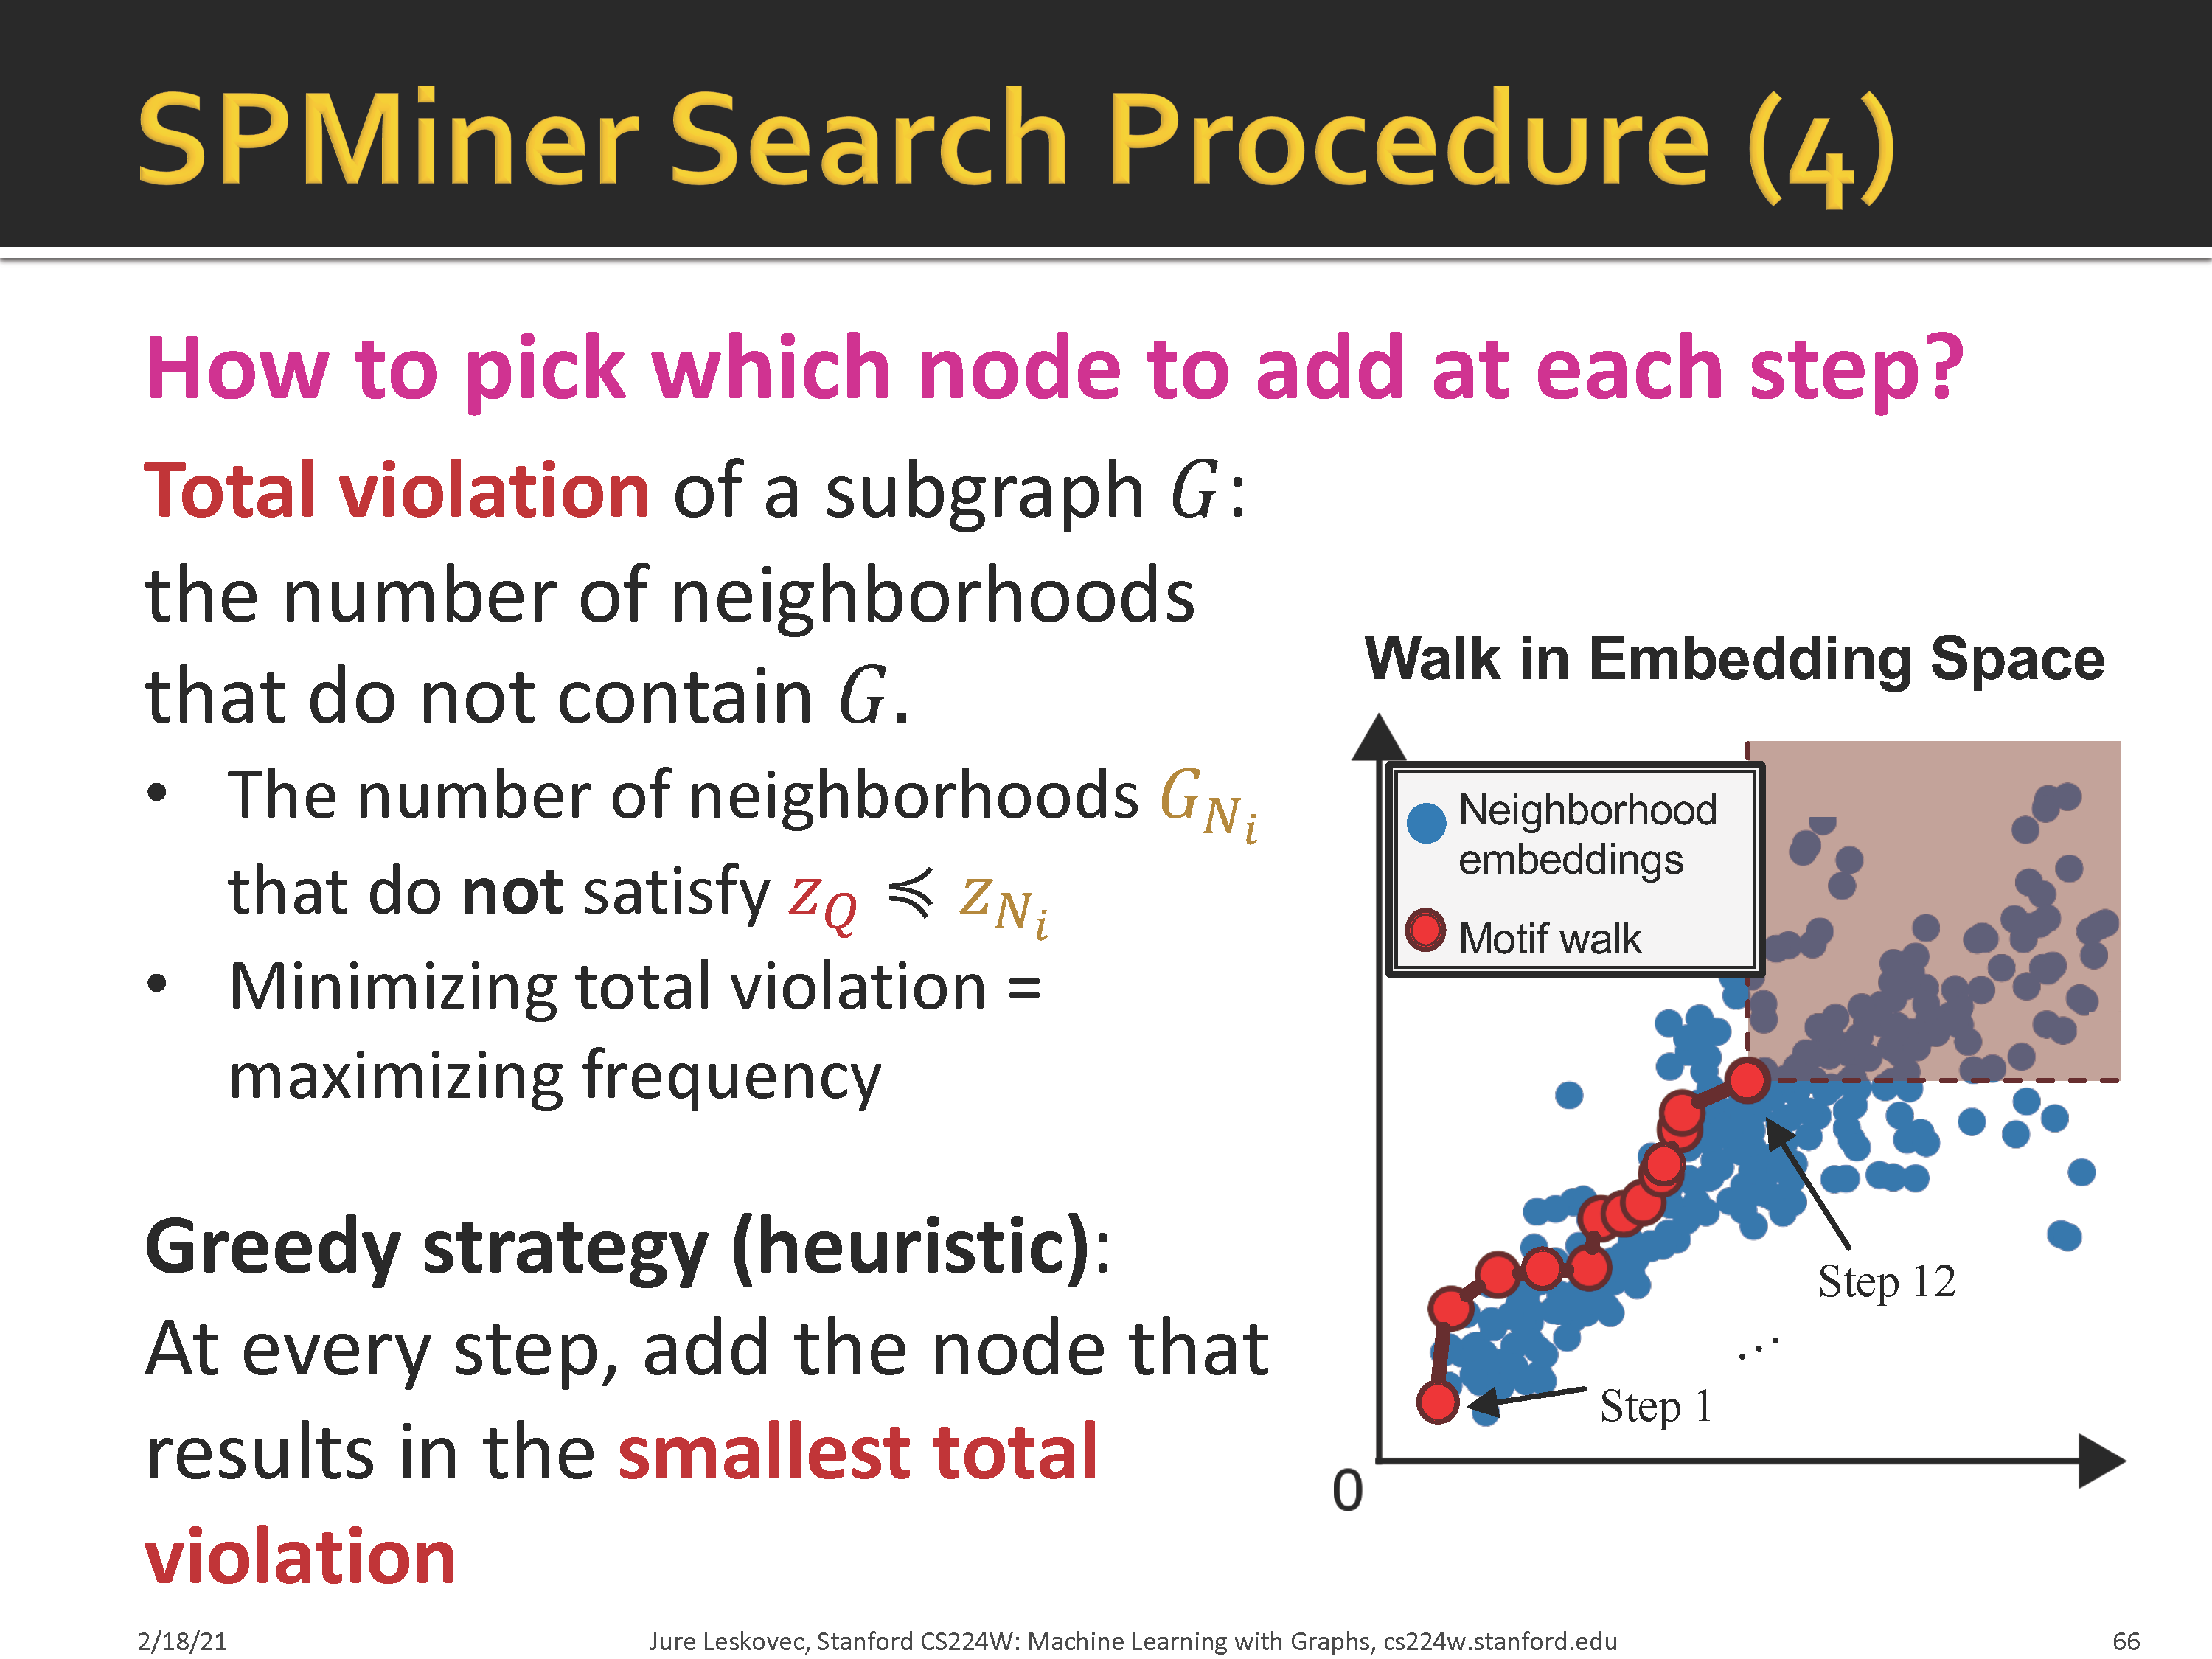 SPMiner Search Procedure (4)
How to pick which node to add at each step?
Total violation of a subgraph 𝐺:
the number of neighborhoods
that do not contain 𝐺.
• The number of neighborhoods 𝐺_{N_i}
that do not satisfy 𝑧_Q ≼ 𝑧_{N_i}
• Minimizing total violation =
maximizing frequency
Greedy strategy (heuristic):
At every step, add the node that
results in the smallest total
violation
Walk in Embedding Space
Neighborhood
embeddings
Motif walk
Step 12
...
Step 1
0
2/18/21
Jure Leskovec, Stanford CS224W: Machine Learning with Graphs, cs224w.stanford.edu
66